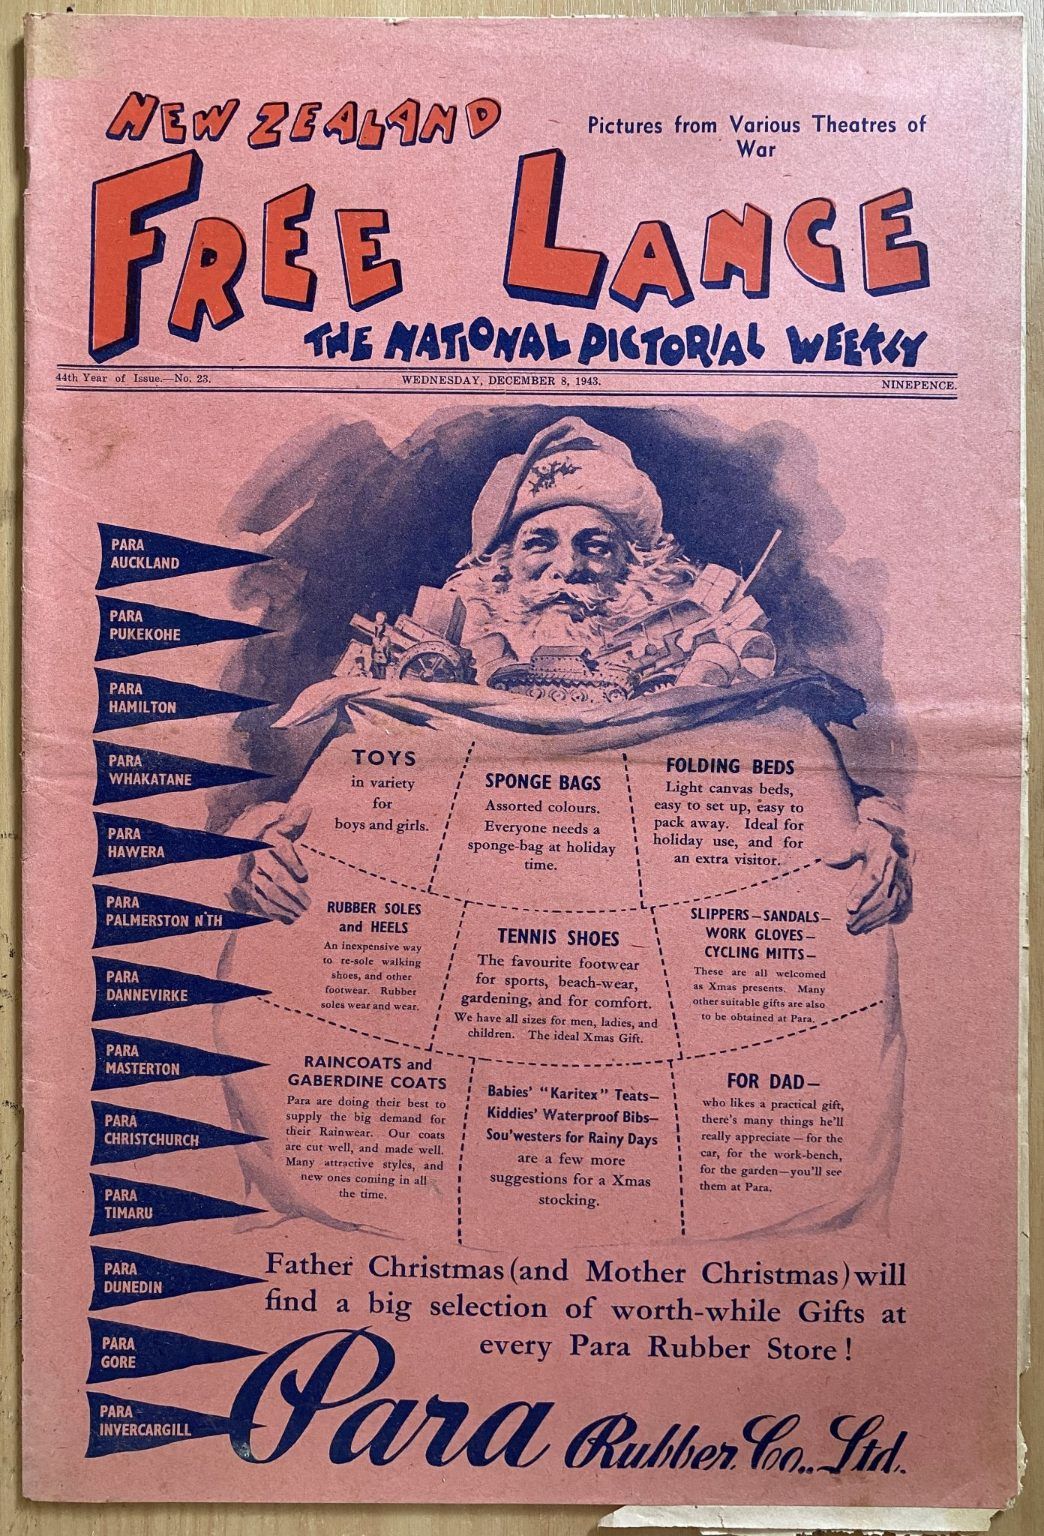 NEW ZEALAND
Pictures from Various Theatres of
War
FREE LANCE
THE NATIONAL PICTORIAL WEEKLY
44th Year of Issue.—No. 23.
WEDNESDAY, DECEMBER 8, 1943.
NINEPENCE.
PARA
AUCKLAND
PARA
PUKEKOHE
PARA
HAMILTON
PARA
WHAKATANE
PARA
HAWERA
PARA
PALMERSTON N'TH
PARA
DANNEVIRKE
PARA
MASTERTON
PARA
CHRISTCHURCH
PARA
TIMARU
PARA
DUNEDIN
PARA
GORE
PARA
INVERCARGILL
TOYS
in variety
for
boys and girls.
SPONGE BAGS
Assorted colours.
Everyone needs a
sponge-bag at holiday
time.
FOLDING BEDS
Light canvas beds,
easy to set up, easy to
pack away. Ideal for
holiday use, and for
an extra visitor.
RUBBER SOLES
and HEELS
An inexpensive way
to re-sole walking
shoes, and other
footwear. Rubber
soles wear and wear.
TENNIS SHOES
The favourite footwear
for sports, beach-wear,
gardening, and for comfort.
We have all sizes for men, ladies, and
children. The ideal Xmas Gift.
SLIPPERS—SANDALS—
WORK GLOVES—
CYCLING MITTS—
These are all welcomed
as Xmas presents. Many
other suitable gifts are also
to be obtained at Para.
RAINCOATS and
GABERDINE COATS
Para are doing their best to
supply the big demand for
their Rainwear. Our coats
are cut well, and made well.
Many attractive styles, and
new ones coming in all
the time.
Babies' "Karitex" Teats—
Kiddies' Waterproof Bibs—
Sou'westers for Rainy Days
are a few more
suggestions for a Xmas
stocking.
FOR DAD—
who likes a practical gift,
there's many things he'll
really appreciate—for the
car, for the work-bench,
for the garden—you'll see
them at Para.
Father Christmas (and Mother Christmas) will
find a big selection of worth-while Gifts at
every Para Rubber Store!
Para Rubber Co., Ltd.